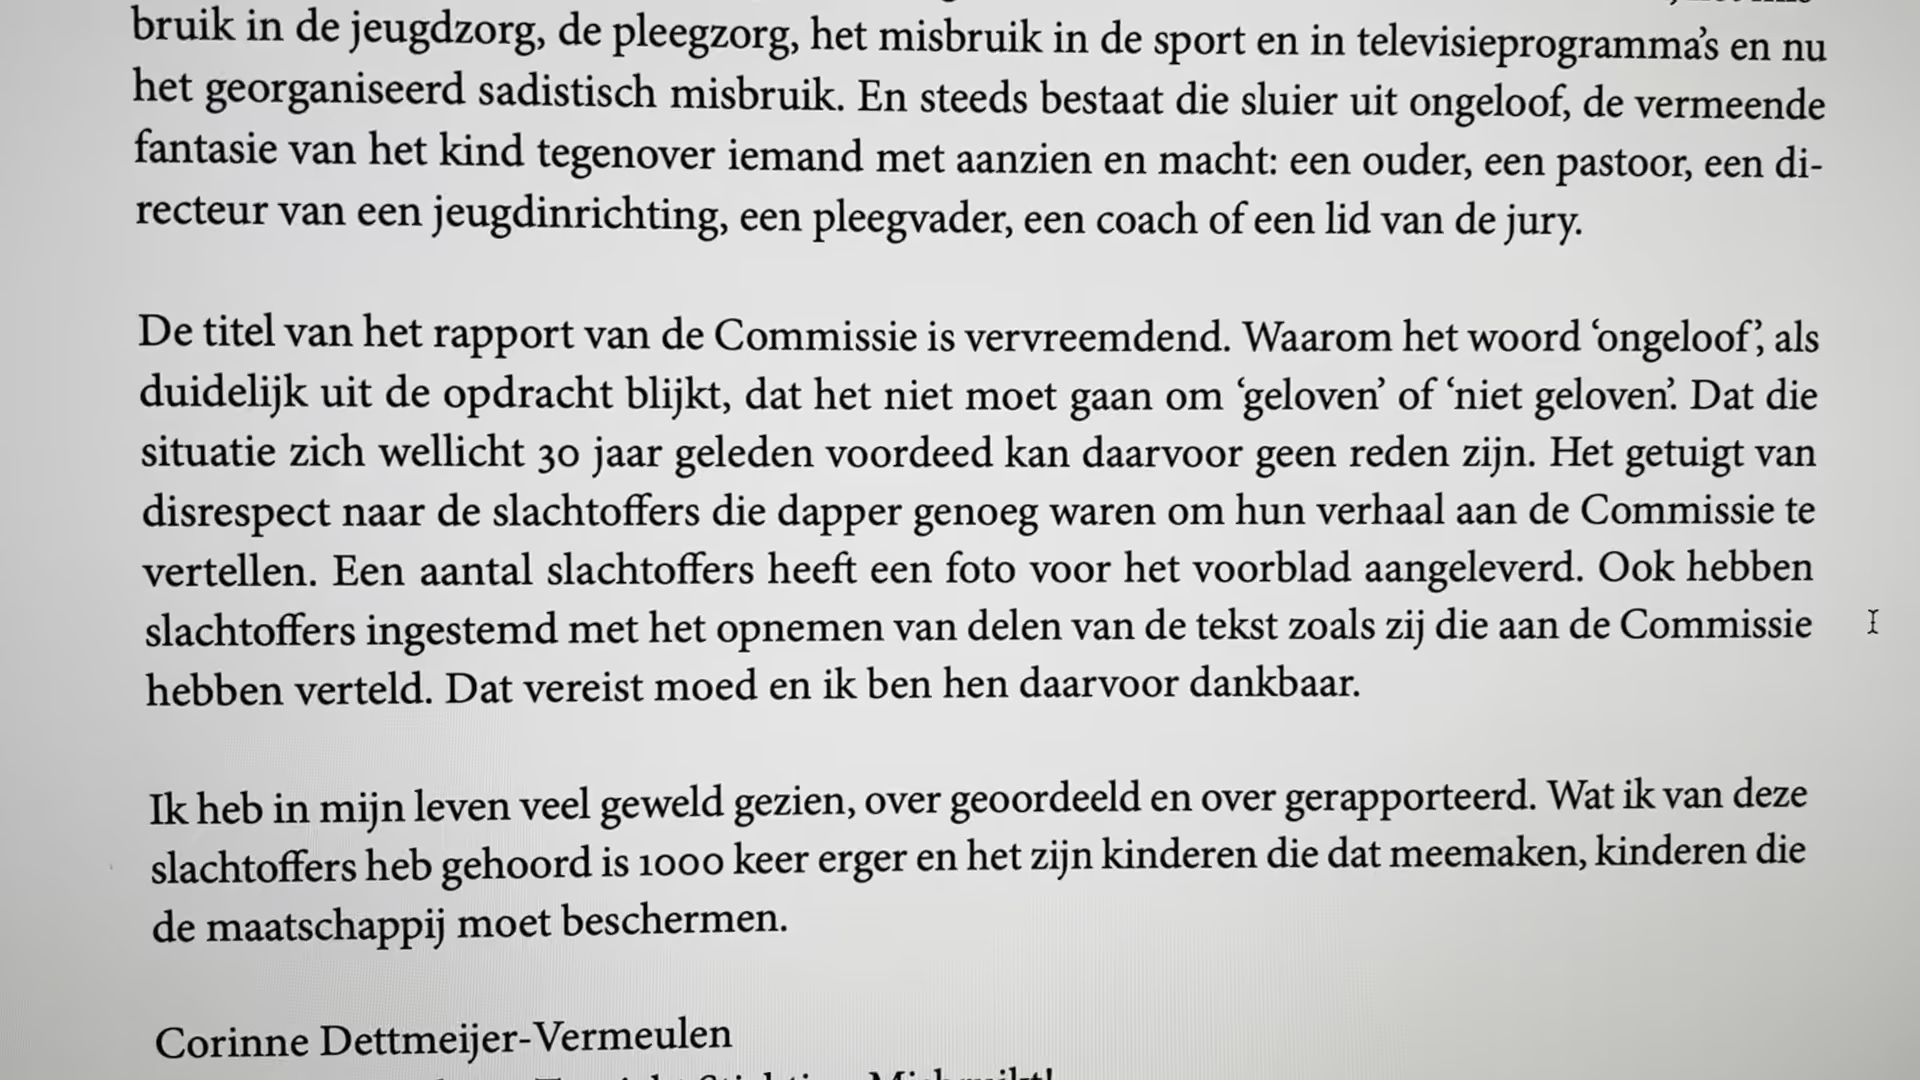 bruik in de jeugdzorg, de pleegzorg, het misbruik in de sport en in televisieprogramma's en nu
het georganiseerd sadistisch misbruik. En steeds bestaat die sluier uit ongeloof, de vermeende
fantasie van het kind tegenover iemand met aanzien en macht: een ouder, een pastoor, een di-
recteur van een jeugdinrichting, een pleegvader, een coach of een lid van de jury.
De titel van het rapport van de Commissie is vervreemdend. Waarom het woord ‘ongeloof’, als
duidelijk uit de opdracht blijkt, dat het niet moet gaan om ‘geloven’ of ‘niet geloven’. Dat die
situatie zich wellicht 30 jaar geleden voordeed kan daarvoor geen reden zijn. Het getuigt van
disrespect naar de slachtoffers die dapper genoeg waren om hun verhaal aan de Commissie te
vertellen. Een aantal slachtoffers heeft een foto voor het voorblad aangeleverd. Ook hebben
slachtoffers ingestemd met het opnemen van delen van de tekst zoals zij die aan de Commissie
hebben verteld. Dat vereist moed en ik ben hen daarvoor dankbaar.
Ik heb in mijn leven veel geweld gezien, over geoordeeld en over gerapporteerd. Wat ik van deze
slachtoffers heb gehoord is 1000 keer erger en het zijn kinderen die dat meemaken, kinderen die
de maatschappij moet beschermen.
Corinne Dettmeijer-Vermeulen